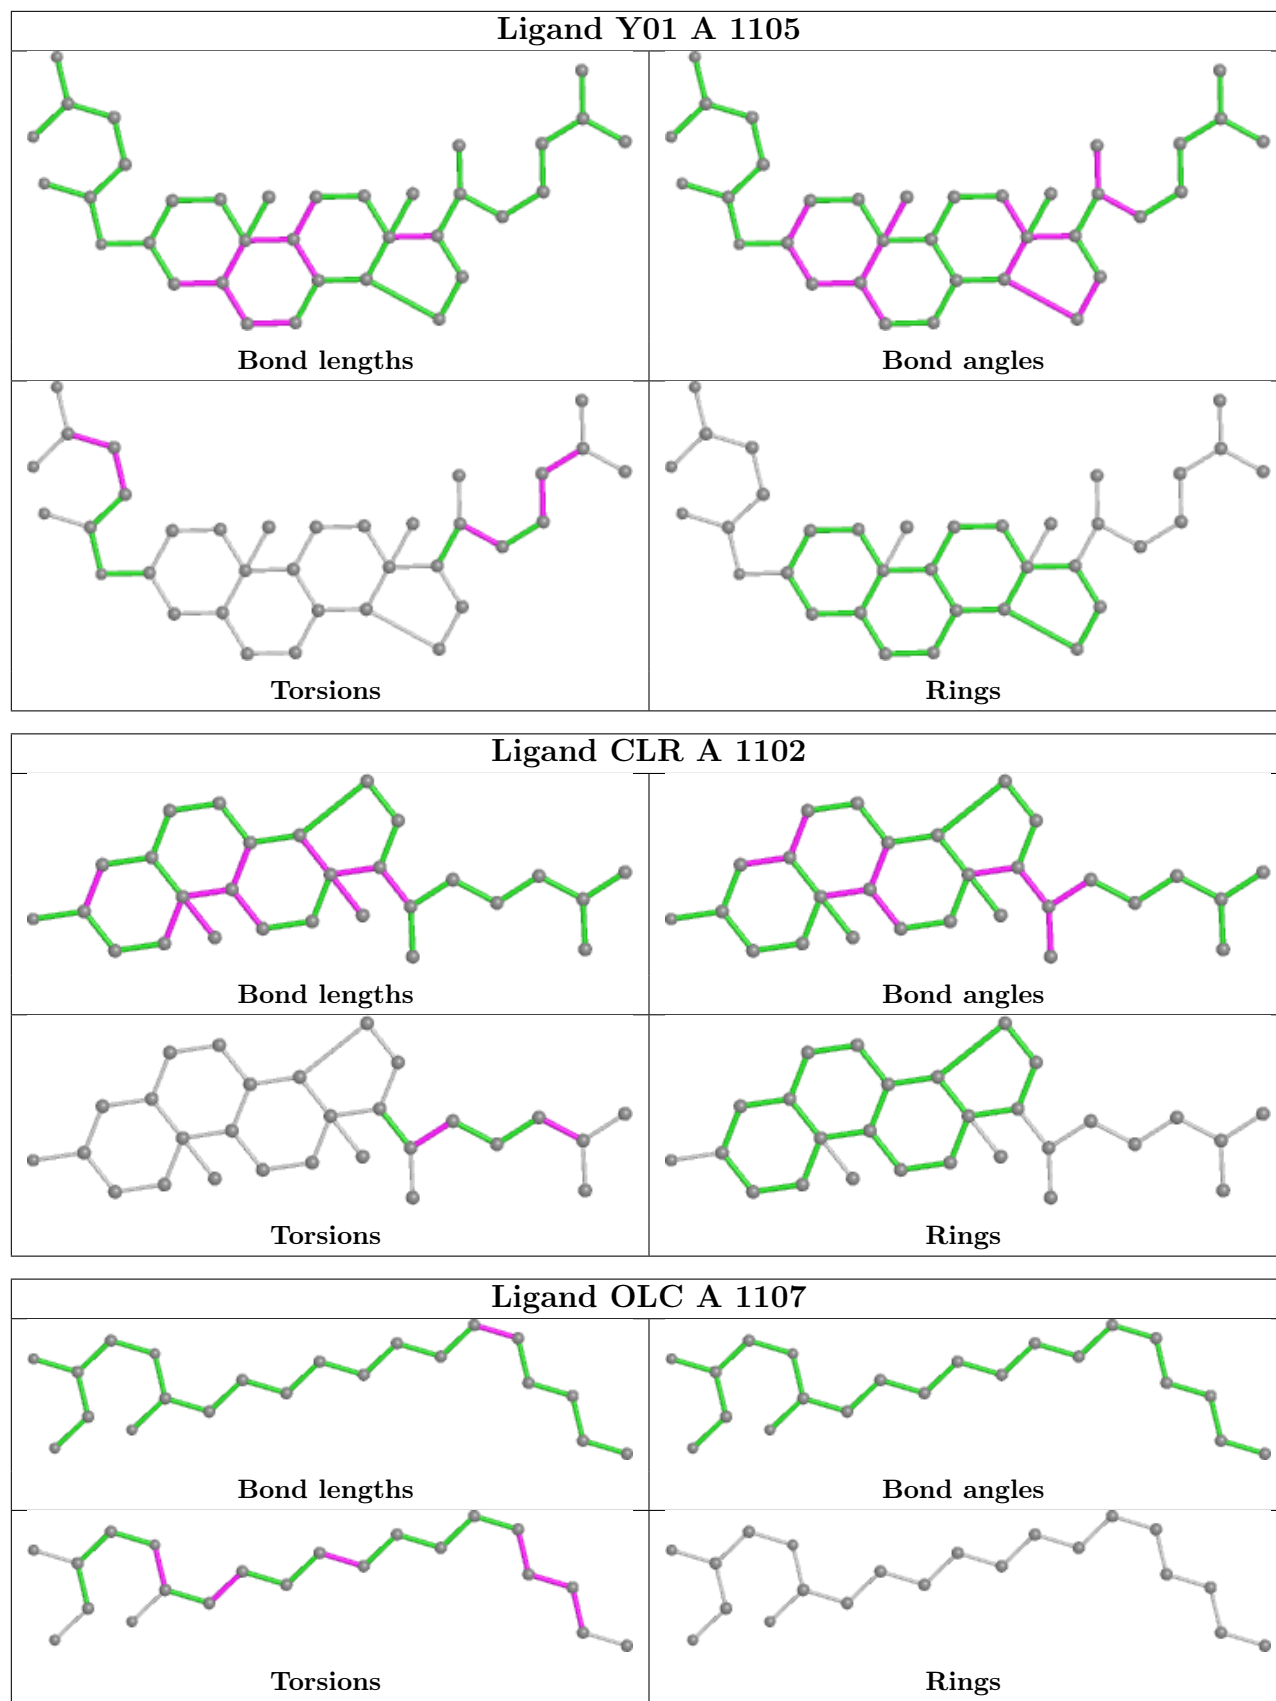 Ligand Y01 A 1105
Bond lengths
Bond angles
Torsions
Rings
Ligand CLR A 1102
Bond lengths
Bond angles
Torsions
Rings
Ligand OLC A 1107
Bond lengths
Bond angles
Torsions
Rings